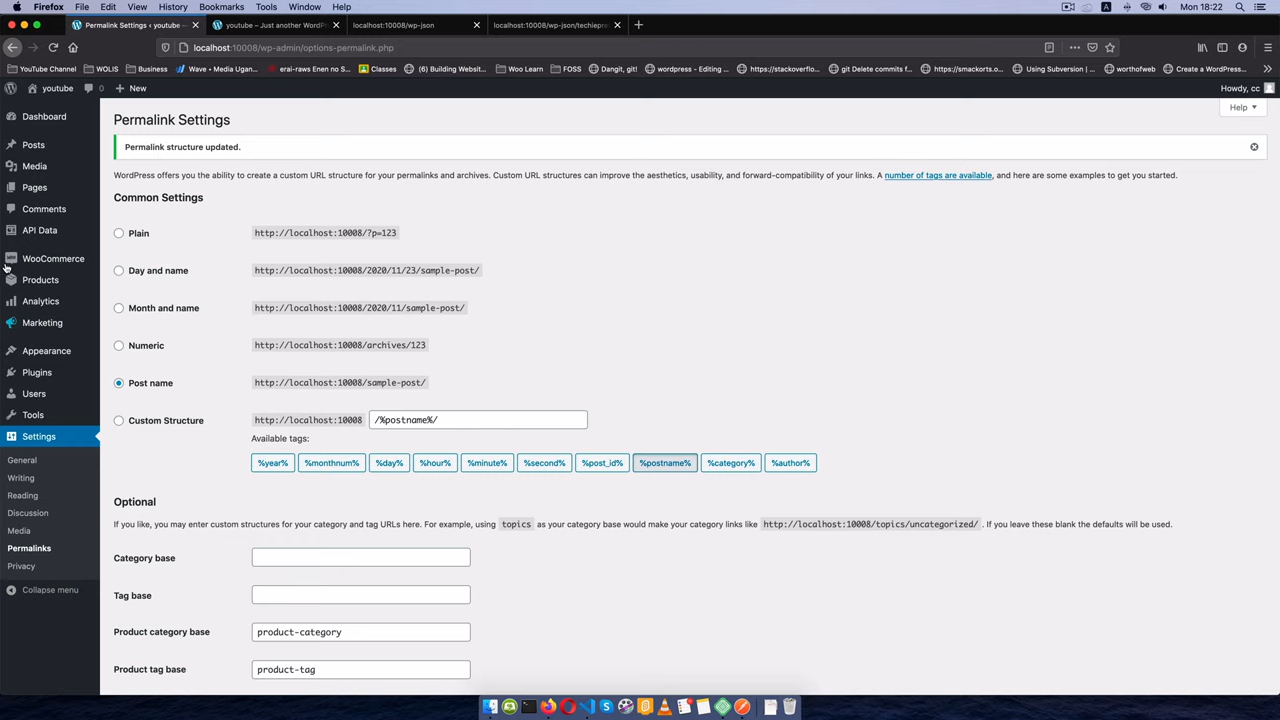 Firefox File Edit View History Bookmarks Tools Window Help Mon 18:22
Permalink Settings ‹ youtube — youtube – Just another WordPr localhost:10008/wp-json localhost:10008/wp-json/techiepre
localhost:10008/wp-admin/options-permalink.php
YouTube Channel WOLIS Business Wave • Media Ugan... erai-raws Enen no S... Classes (6) Building Websit... Woo Learn FOSS Dangit, git! wordpress - Editing ... https://stackoverflo... git Delete commits f... https://smackorts.o... Using Subversion | ... worthofweb Create a WordPress...
youtube 0 New Howdy, cc
Help
Dashboard
Posts
Media
Pages
Comments
API Data
WooCommerce
Products
Analytics
Marketing
Appearance
Plugins
Users
Tools
Settings
General
Writing
Reading
Discussion
Media
Permalinks
Privacy
Collapse menu
Permalink Settings
Permalink structure updated.
WordPress offers you the ability to create a custom URL structure for your permalinks and archives. Custom URL structures can improve the aesthetics, usability, and forward-compatibility of your links. A number of tags are available, and here are some examples to get you started.
Common Settings
Plain http://localhost:10008/?p=123
Day and name http://localhost:10008/2020/11/23/sample-post/
Month and name http://localhost:10008/2020/11/sample-post/
Numeric http://localhost:10008/archives/123
Post name http://localhost:10008/sample-post/
Custom Structure http://localhost:10008 /%postname%/
Available tags:
%year% %monthnum% %day% %hour% %minute% %second% %post_id% %postname% %category% %author%
Optional
If you like, you may enter custom structures for your category and tag URLs here. For example, using topics as your category base would make your category links like http://localhost:10008/topics/uncategorized/ . If you leave these blank the defaults will be used.
Category base
Tag base
Product category base product-category
Product tag base product-tag